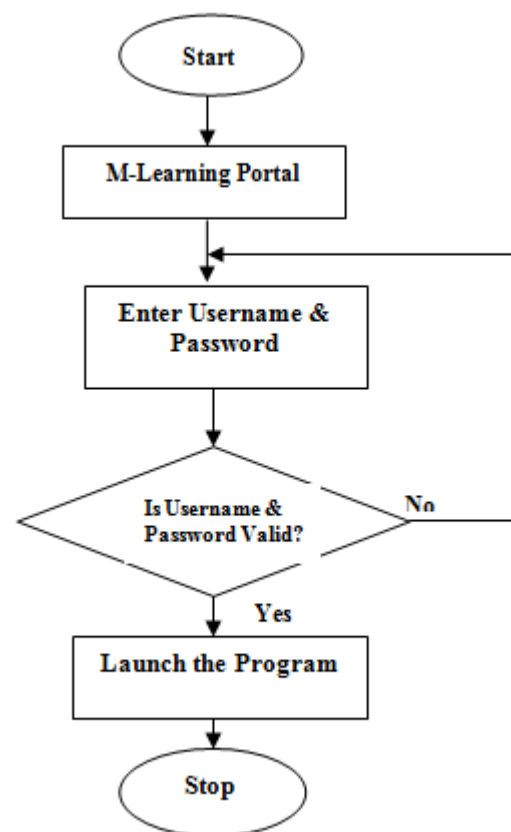 Start
M-Learning Portal
Enter Username &
Password
Is Username &
Password Valid?
No
Yes
Launch the Program
Stop